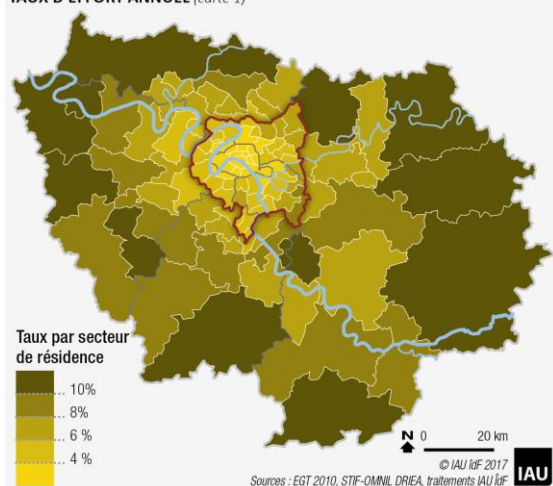 TAUX D'EFFORT ANNUEL (carte 1)
Taux par secteur
de résidence
10%
8%
6 %
4 %
N 0 20 km
© IAU îdF 2017
Sources : EGT 2010, STIF-OMNIL DRIEA, traitements IAU îdF
IAU